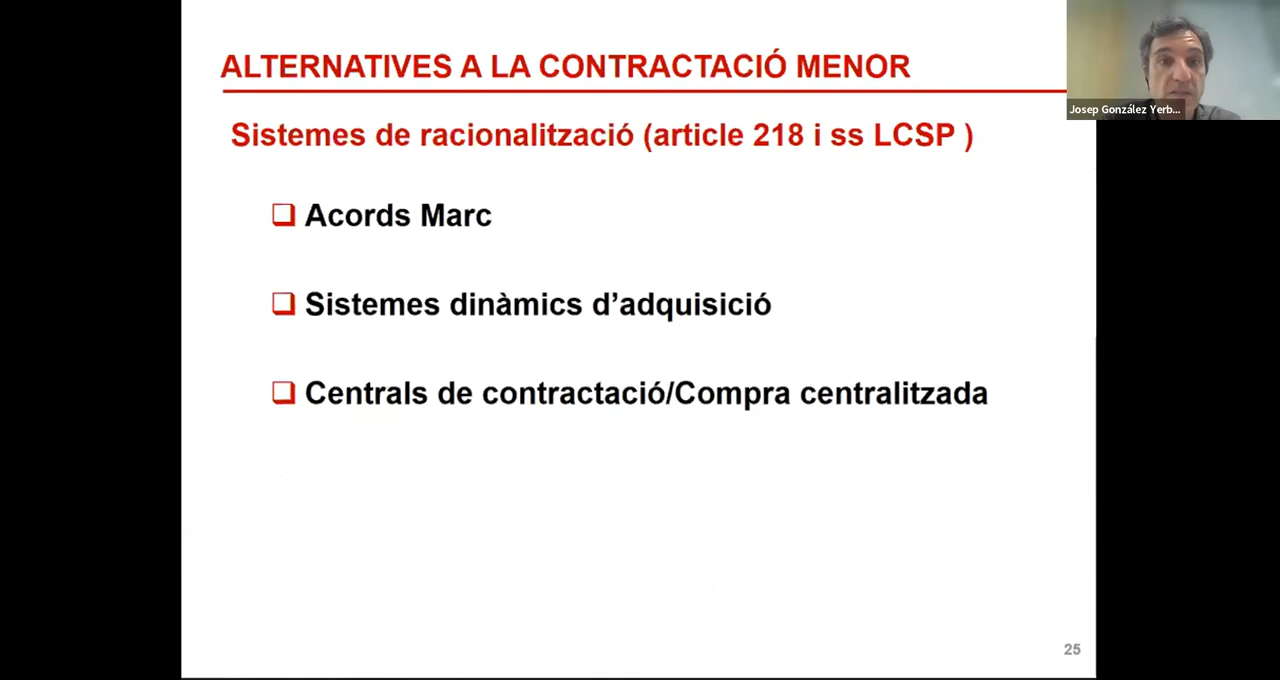 ALTERNATIVES A LA CONTRACTACIÓ MENOR
Josep González Yerb...
Sistemes de racionalització (article 218 i ss LCSP )
Acords Marc
Sistemes dinàmics d’adquisició
Centrals de contractació/Compra centralitzada
25